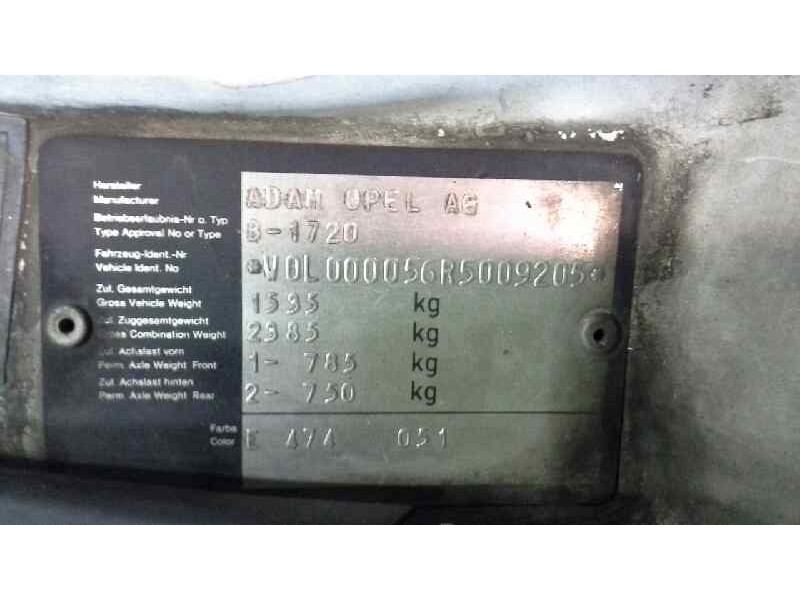 Hersteller
Manufacturer
ADAM OPEL AG
Betriebserlaubnis-Nr o. Typ
Type Approval No or Type
B-1720
Fahrzeug-Ident.-Nr
Vehicle Ident. No
*W0L000056R5009205*
Zul. Gesamtgewicht
Gross Vehicle Weight
1535 kg
Zul. Zuggesamtgewicht
Gross Combination Weight
2385 kg
Zul. Achslast vorn
Perm. Axle Weight Front
1- 785 kg
Zul. Achslast hinten
Perm. Axle Weight Rear
2- 750 kg
Farbe
Color
E 474 051